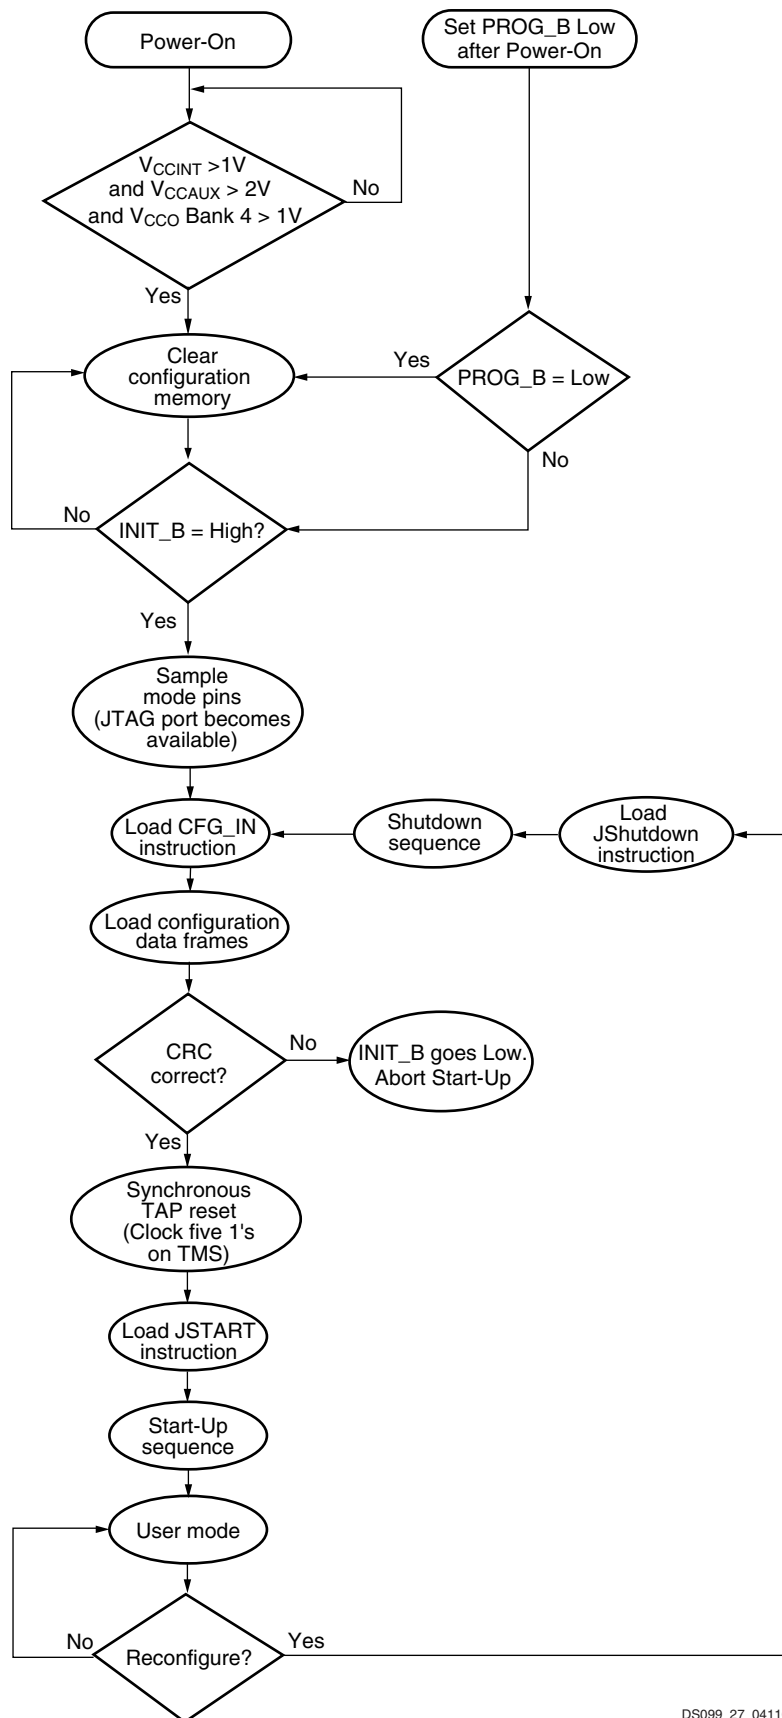 Power-On
Set PROG_B Low
after Power-On
VCCINT >1V
and VCCAUX > 2V
and VCCO Bank 4 > 1V
No
Yes
Clear
configuration
memory
Yes
PROG_B = Low
No
No
INIT_B = High?
Yes
Sample
mode pins
(JTAG port becomes
available)
Load CFG_IN
instruction
Shutdown
sequence
Load
JShutdown
instruction
Load configuration
data frames
CRC
correct?
No
INIT_B goes Low.
Abort Start-Up
Yes
Synchronous
TAP reset
(Clock five 1's
on TMS)
Load JSTART
instruction
Start-Up
sequence
User mode
No
Reconfigure?
Yes
DS099_27_0411